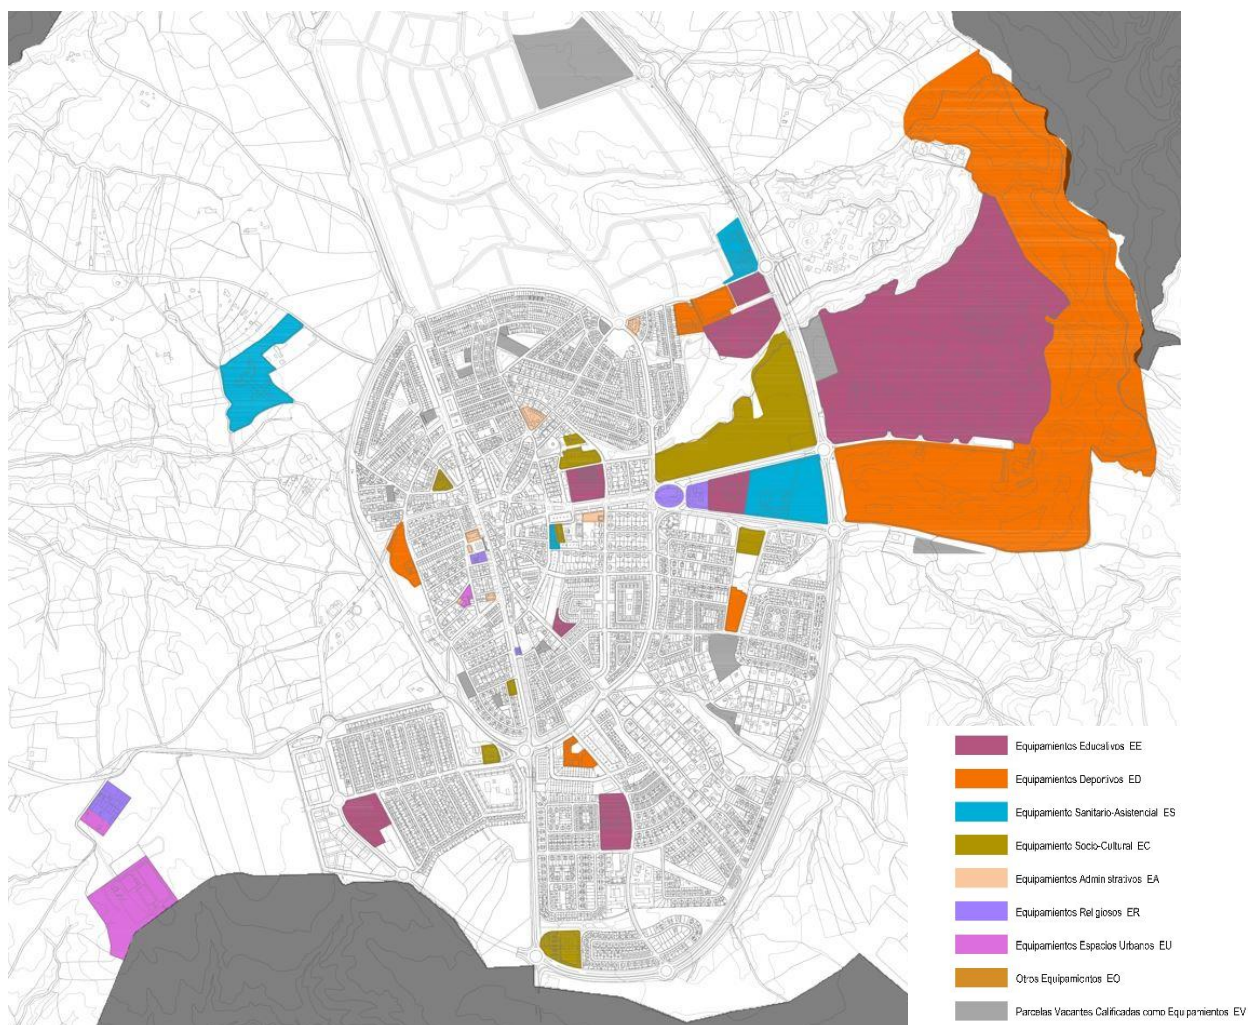 Equipamientos Educativos EE
Equipamientos Deportivos ED
Equipamiento Sanitario-Asistencial ES
Equipamiento Socio-Cultural EC
Equipamientos Administrativos EA
Equipamientos Religiosos ER
Equipamientos Espacios Urbanos EU
Otros Equipamientos EO
Parcelas Vacantes Calificadas como Equipamientos EV